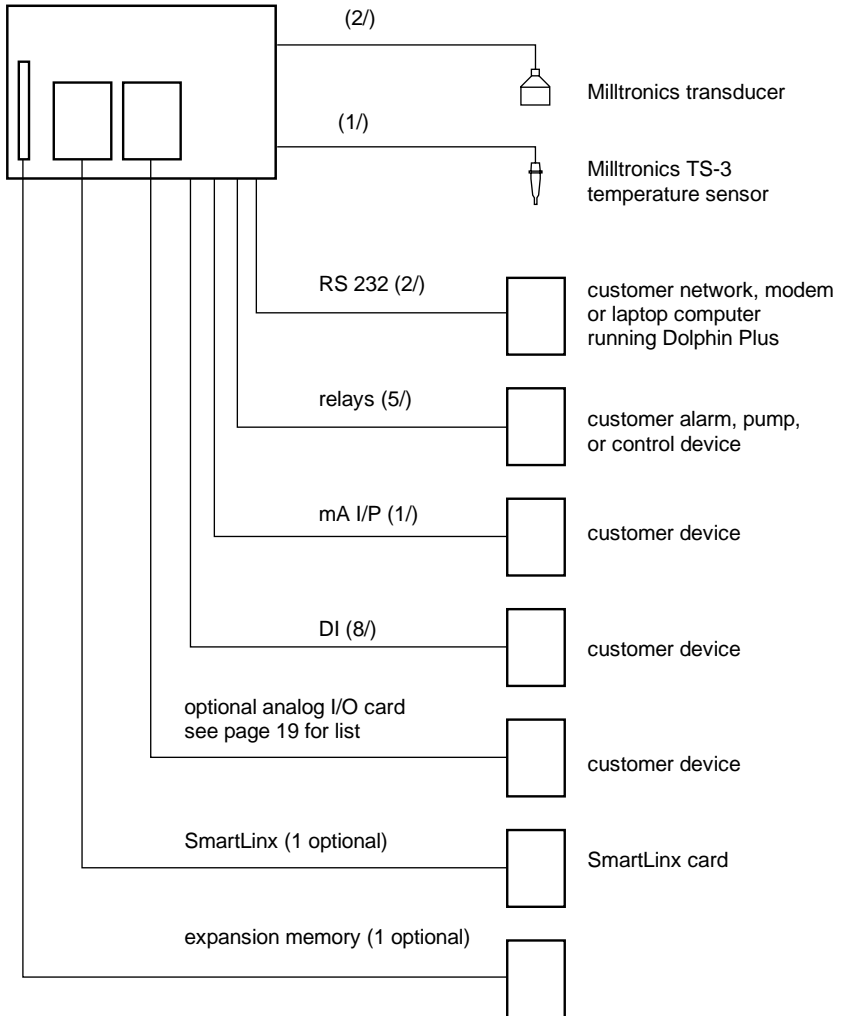 (2/)
Milltronics transducer
(1/)
Milltronics TS-3
temperature sensor
RS 232 (2/)
customer network, modem
or laptop computer
running Dolphin Plus
relays (5/)
customer alarm, pump,
or control device
mA I/P (1/)
customer device
DI (8/)
customer device
optional analog I/O card
see page 19 for list
customer device
SmartLinx (1 optional)
SmartLinx card
expansion memory (1 optional)